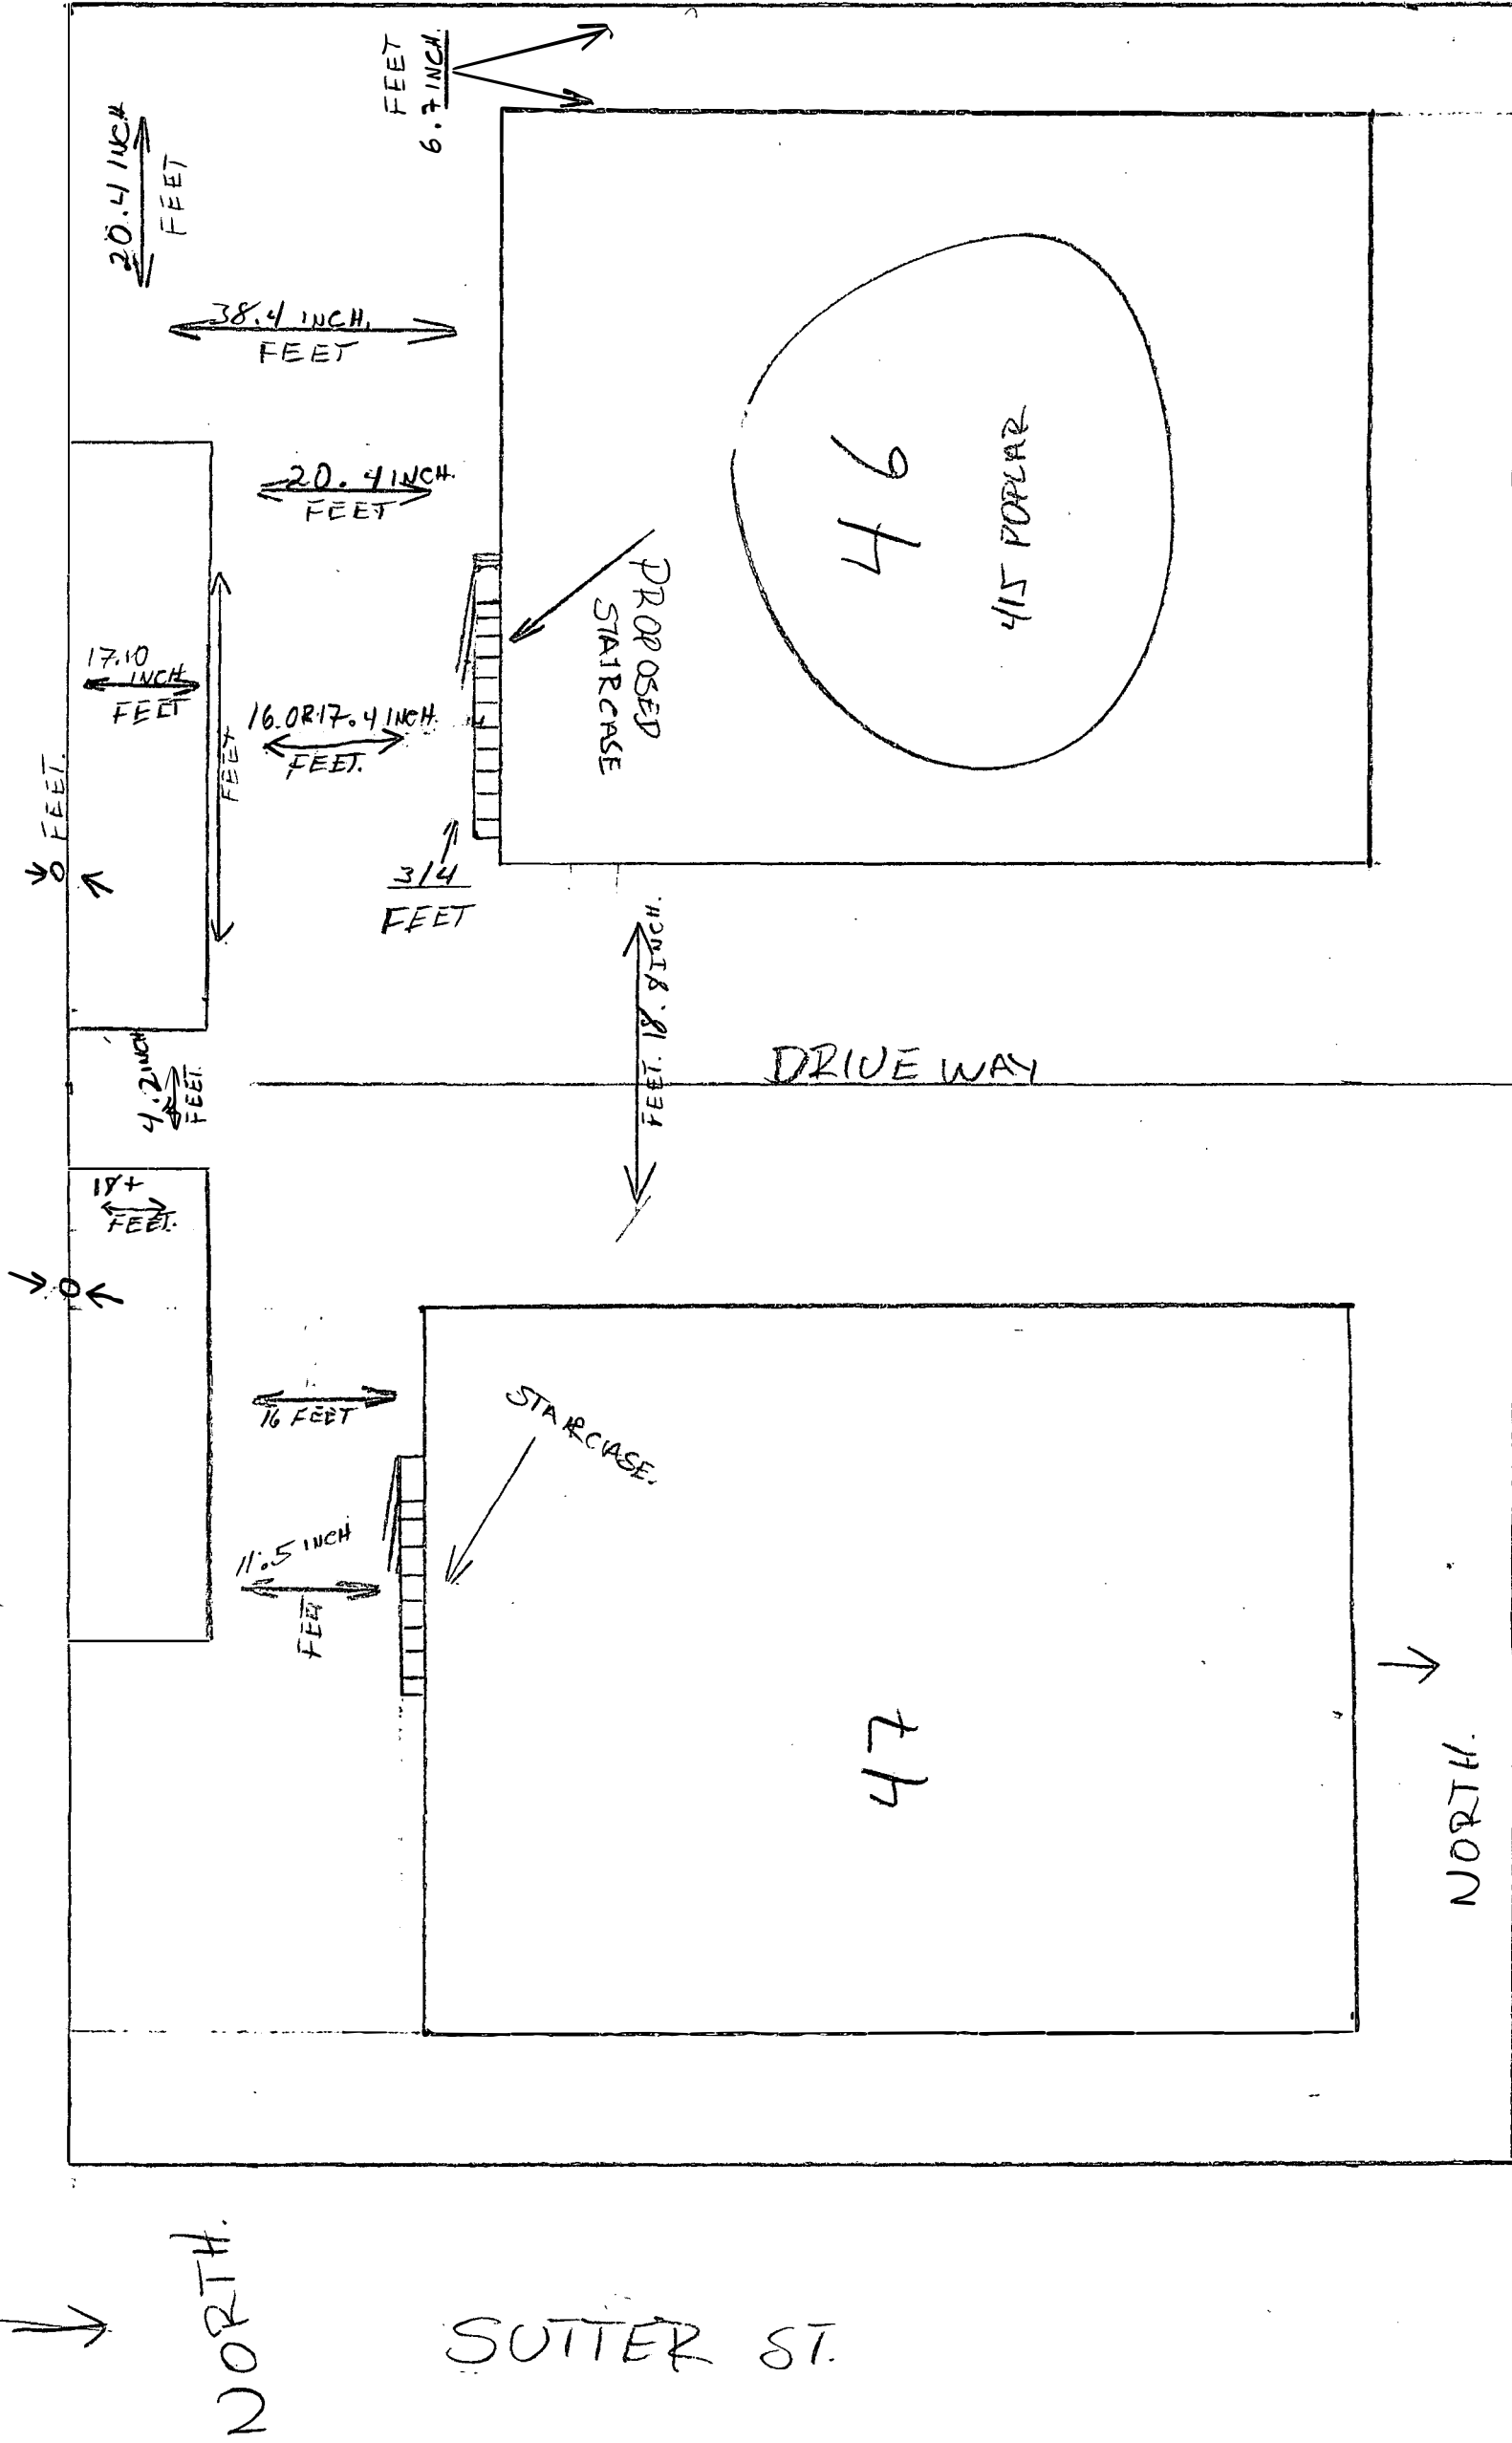 FEET
6.7 INCH.
20.4 INCH
FEET
38.4 INCH.
FEET
20.4 INCH.
FEET
17.10
INCH
FEET
FEET
16.OR.17.4 INCH.
FEET.
0 FEET.
3/4
FEET
PROPOSED
STAIRCASE
46
415 POPLAR
FEET. 18.8 INCH.
DRIVE WAY
4.2 INCH
FEET.
FEET.
0
16 FEET
STAIRCASE.
11.5 INCH
FEET
47
NORTH.
NORTH.
SUTTER ST.